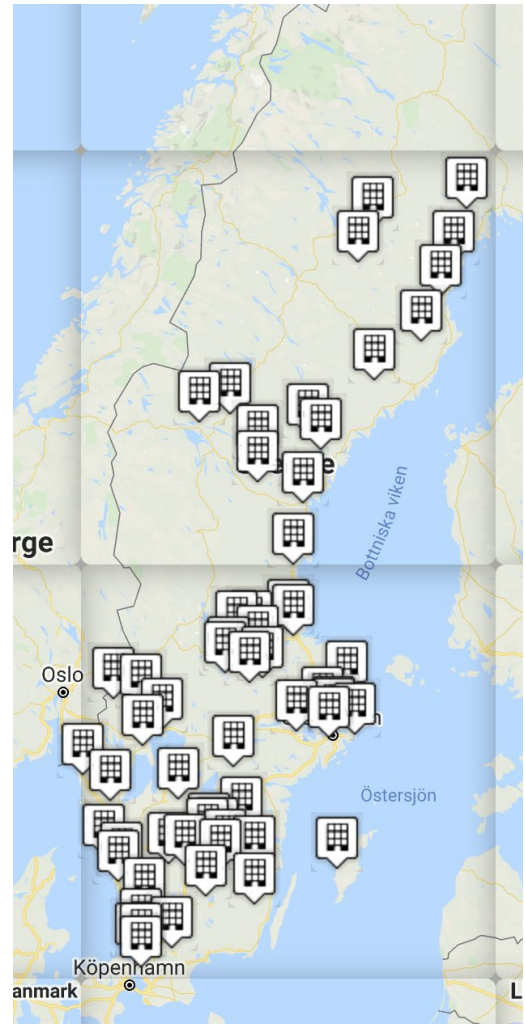 rge
Bottniska viken
Oslo
Östersjön
Köpenhamn
anmark
L